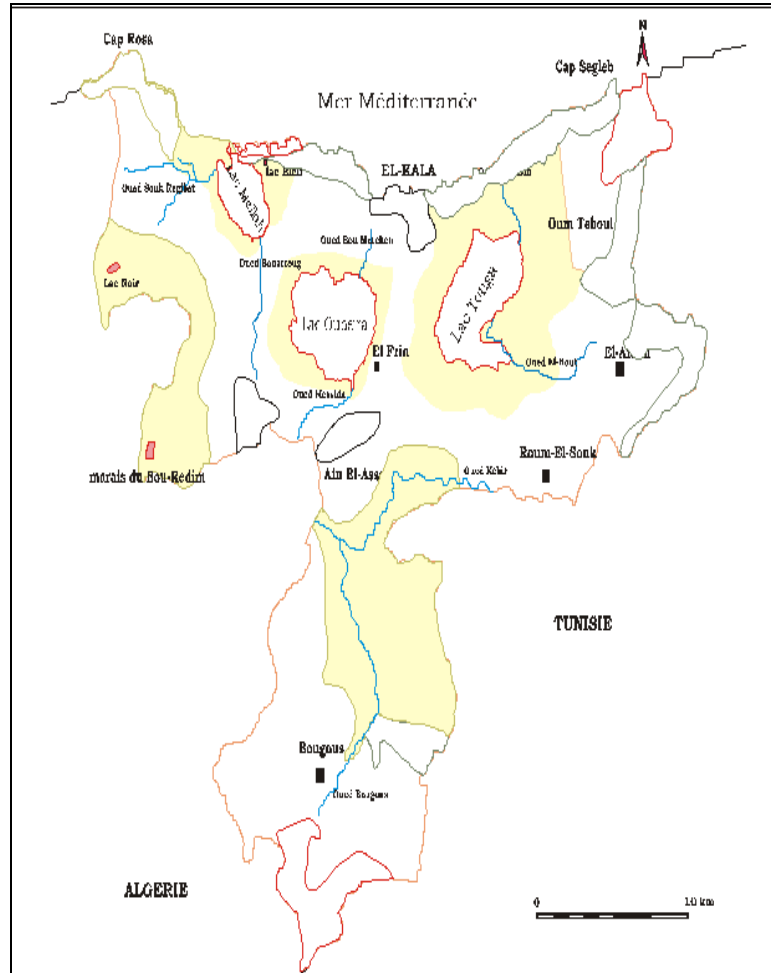 N
Cap Rosa
Cap Segleb
Mer Méditerranée
EL-KALA
Oued Souk Reghel
Lac Mellah
Oum Teboul
Oued Bou Merchen
Oued Bouarroug
Lac Noir
Lac Oubeira
Lac Tonga
El Frin
Oued El-Hout
Oued Messida
marais du Bou-Redim
Ain El-Ass
Oued Kebir
Roum-El-Souk
TUNISIE
Bougous
Oued Bougous
ALGERIE
0
10 km